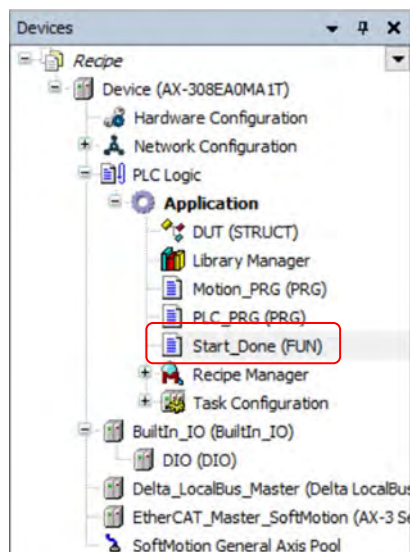 Devices
Recipe
Device (AX-308EA0MA1T)
Hardware Configuration
Network Configuration
PLC Logic
Application
DUT (STRUCT)
Library Manager
Motion_PRG (PRG)
PLC_PRG (PRG)
Start_Done (FUN)
Recipe Manager
Task Configuration
BuiltIn_IO (BuiltIn_IO)
DIO (DIO)
Delta_LocalBus_Master (Delta LocalBus
EtherCAT_Master_SoftMotion (AX-3 Se
SoftMotion General Axis Pool